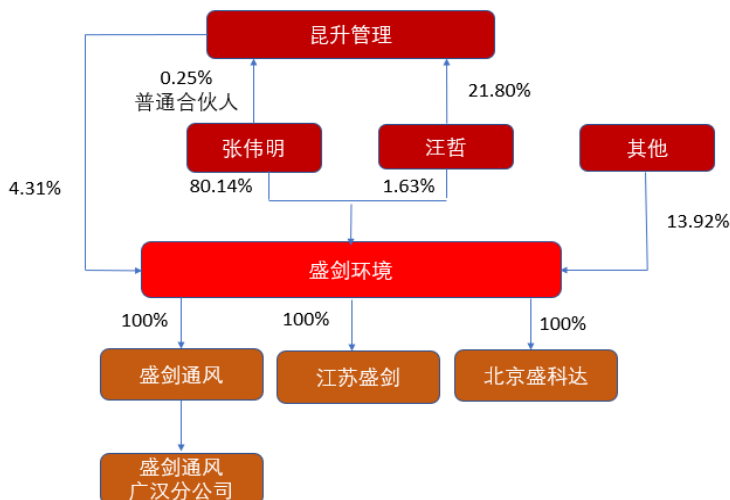 昆升管理
0.25%
普通合伙人
21.80%
张伟明
汪哲
其他
4.31%
80.14%
1.63%
13.92%
盛剑环境
100%
100%
100%
盛剑通风
江苏盛剑
北京盛科达
盛剑通风
广汉分公司